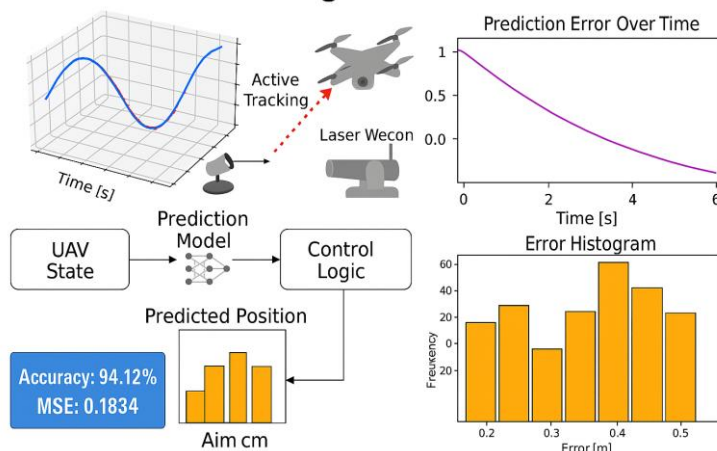 Prediction Error Over Time
Active
Tracking
Laser Wecon
Time [s]
1
0.5
0.0
0
2
4
6
Time [s]
UAV
State
Prediction
Model
Control
Logic
Predicted Position
Aim cm
Accuracy: 94.12%
MSE: 0.1834
Error Histogram
60
40
20
0
20
0.2
0.3
0.4
0.5
Error [m]